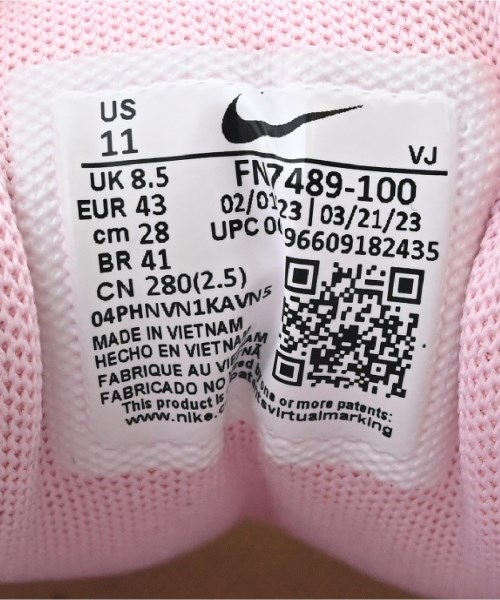 US
11
VJ
UK 8.5
EUR 43
cm 28
BR 41
CN 280(2.5)
04PHNVN1KAVN5
MADE IN VIETNAM
HECHO EN VIETNAM
FABRIQUE AU VIETNAM
FABRICADO NO
This product is
www.nike.
FN7489-100
02/01 23 | 03/21/23
UPC 00 96609182435
one or more patents:
virtualmarking